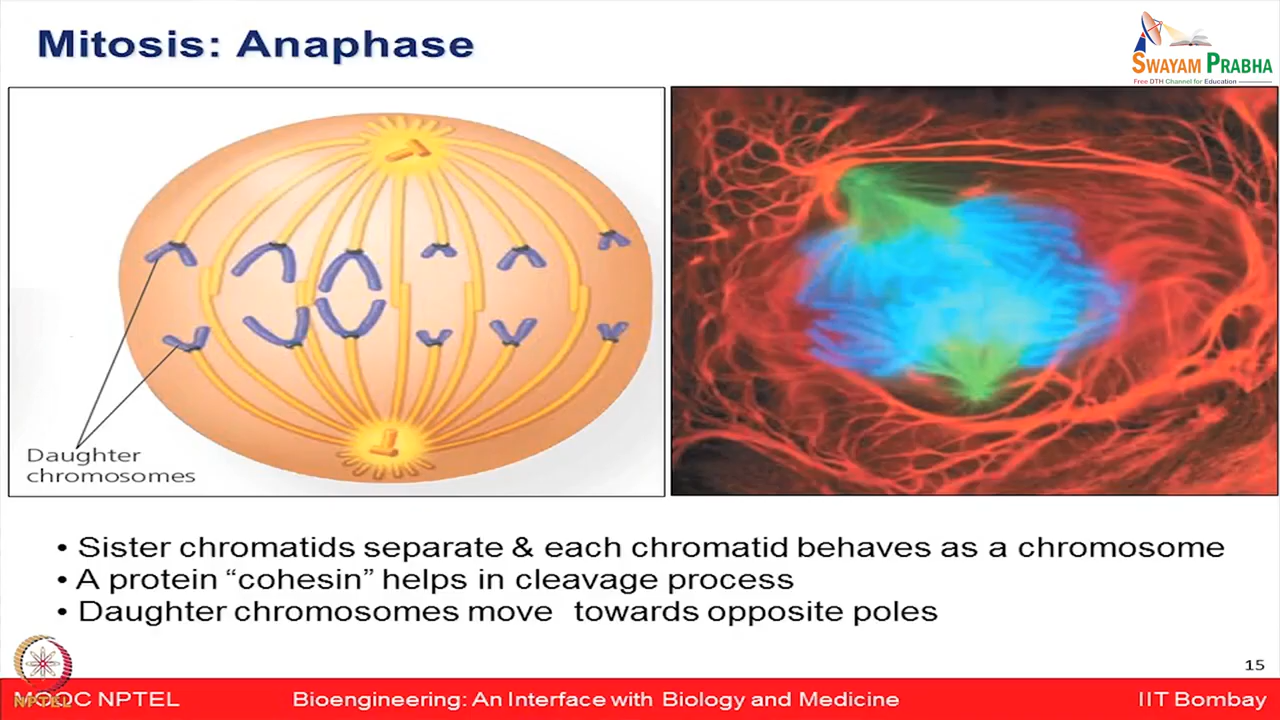 Mitosis: Anaphase
SWAYAM PRABHA
Free DTH Channel for Education
Daughter
chromosomes
• Sister chromatids separate & each chromatid behaves as a chromosome
• A protein “cohesin” helps in cleavage process
• Daughter chromosomes move towards opposite poles
15
MOOC NPTEL
NPTEL
Bioengineering: An Interface with Biology and Medicine
IIT Bombay